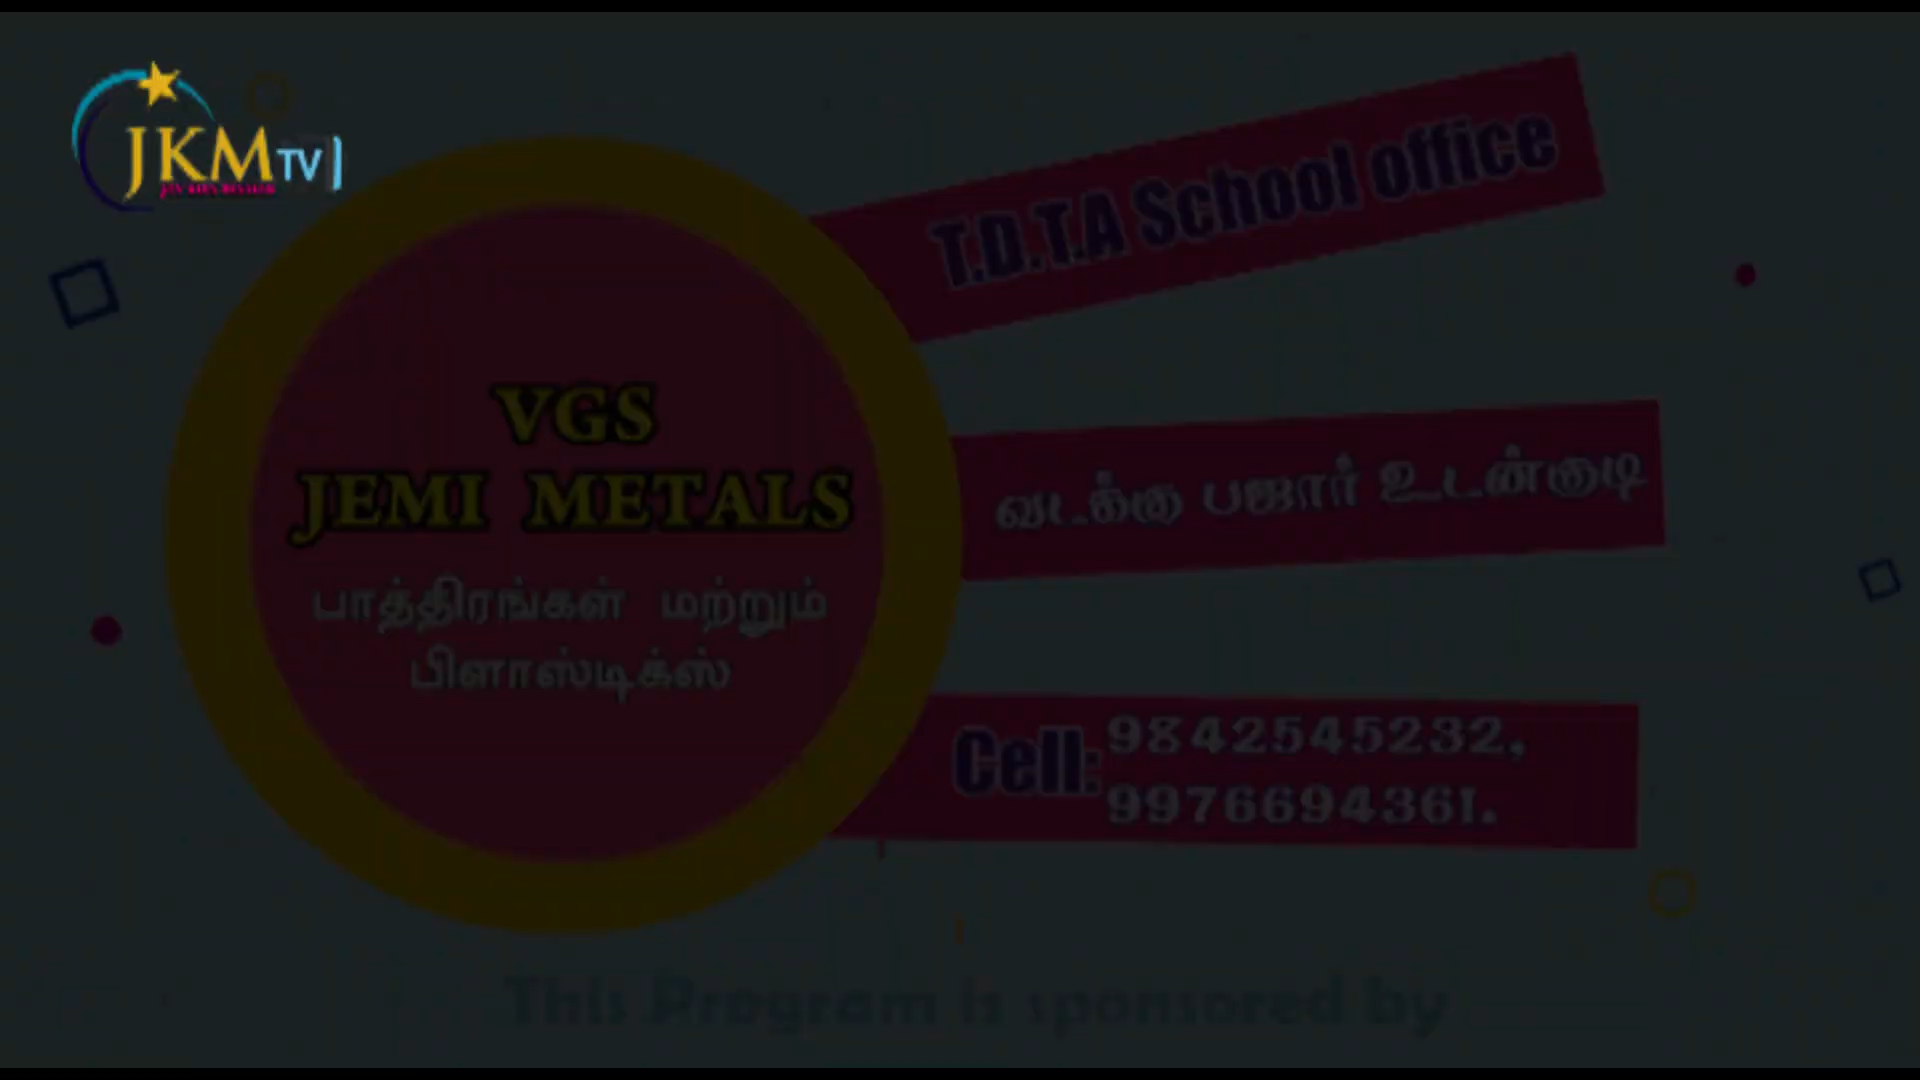 JKM TV
VGS
JEMI METALS
பாத்திரங்கள் மற்றும்
பிளாஸ்டிக்ஸ்
T.D.T.A School office
வடக்கு பஜார் உடன்குடி
Cell: 9842545232,
9976694361.
This Program is sponsored by